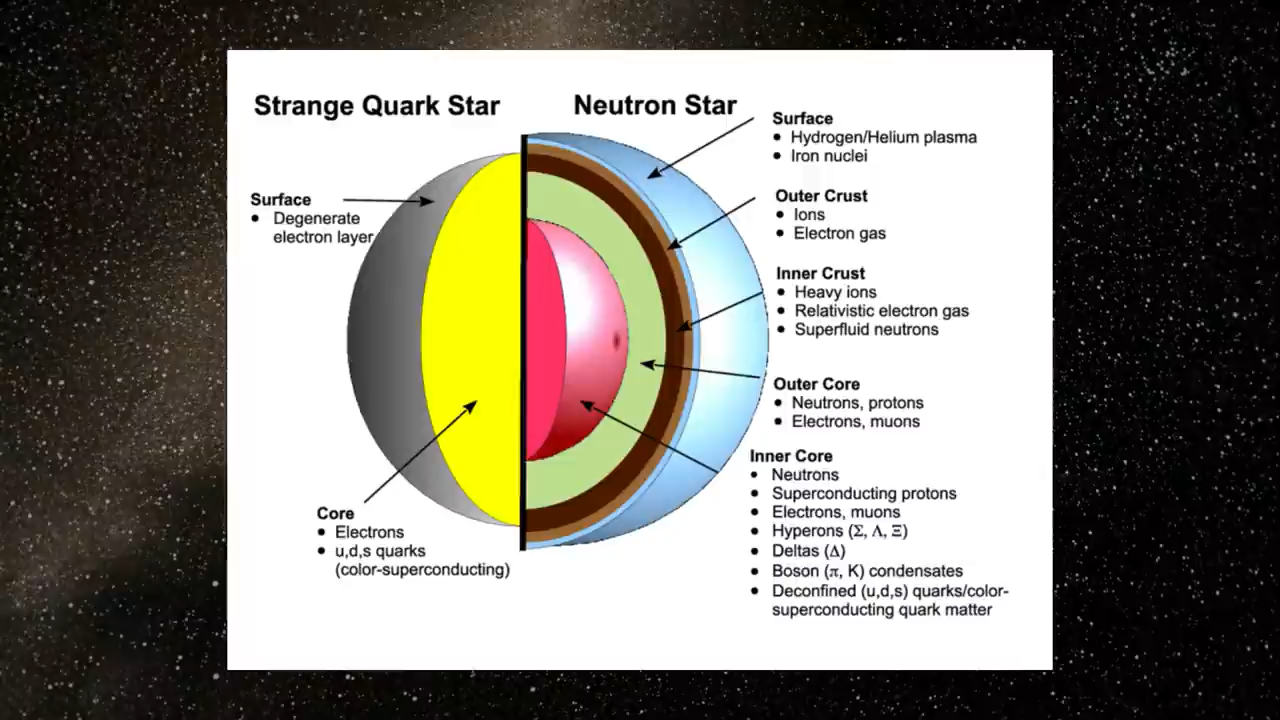 Strange Quark Star
Neutron Star
Surface
• Degenerate
electron layer
Core
• Electrons
• u,d,s quarks
(color-superconducting)
Surface
• Hydrogen/Helium plasma
• Iron nuclei
Outer Crust
• Ions
• Electron gas
Inner Crust
• Heavy ions
• Relativistic electron gas
• Superfluid neutrons
Outer Core
• Neutrons, protons
• Electrons, muons
Inner Core
• Neutrons
• Superconducting protons
• Electrons, muons
• Hyperons (Σ, Λ, Ξ)
• Deltas (Δ)
• Boson (π, K) condensates
• Deconfined (u,d,s) quarks/color-
superconducting quark matter